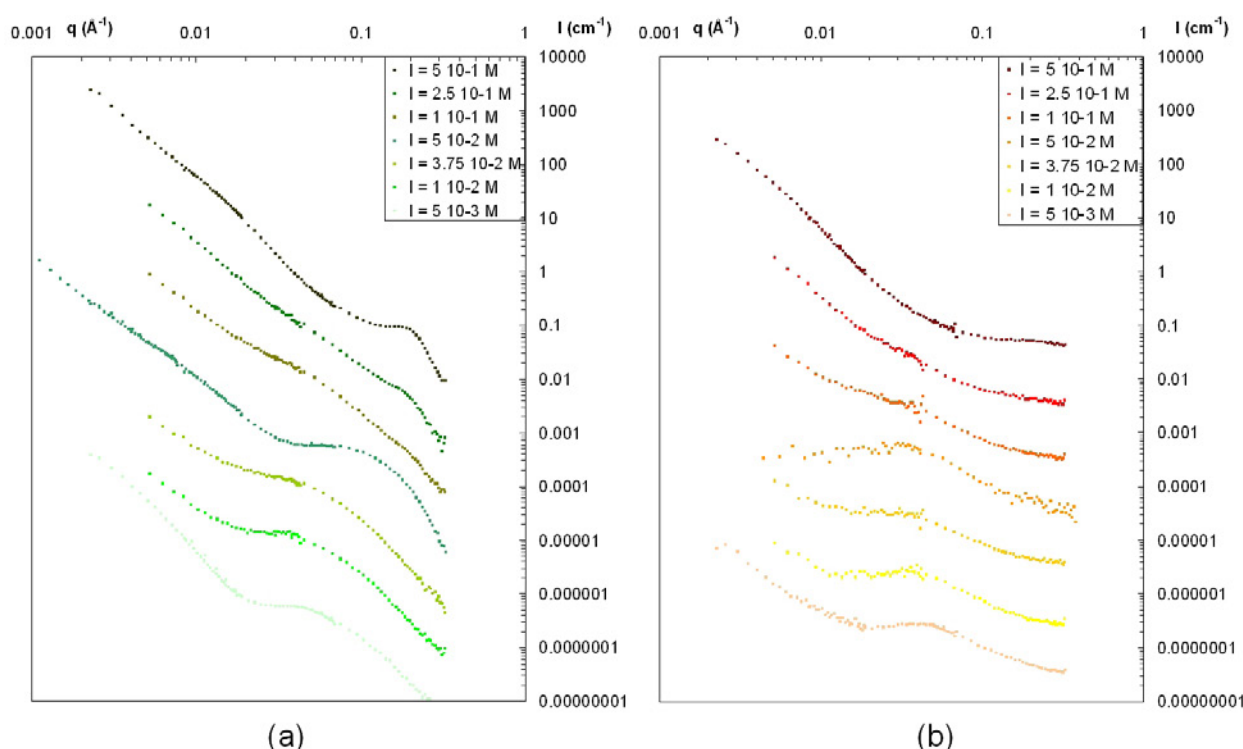 0.001 q (Å⁻¹) 0.01 0.1 1 I (cm⁻¹)
10000
1000
100
10
1
0.1
0.01
0.001
0.0001
0.00001
0.000001
0.0000001
0.00000001
I = 5 10-1 M
I = 2.5 10-1 M
I = 1 10-1 M
I = 5 10-2 M
I = 3.75 10-2 M
I = 1 10-2 M
I = 5 10-3 M
(a)
0.001 q (Å⁻¹) 0.01 0.1 1 I (cm⁻¹)
10000
1000
100
10
1
0.1
0.01
0.001
0.0001
0.00001
0.000001
0.0000001
0.00000001
I = 5 10-1 M
I = 2.5 10-1 M
I = 1 10-1 M
I = 5 10-2 M
I = 3.75 10-2 M
I = 1 10-2 M
I = 5 10-3 M
(b)